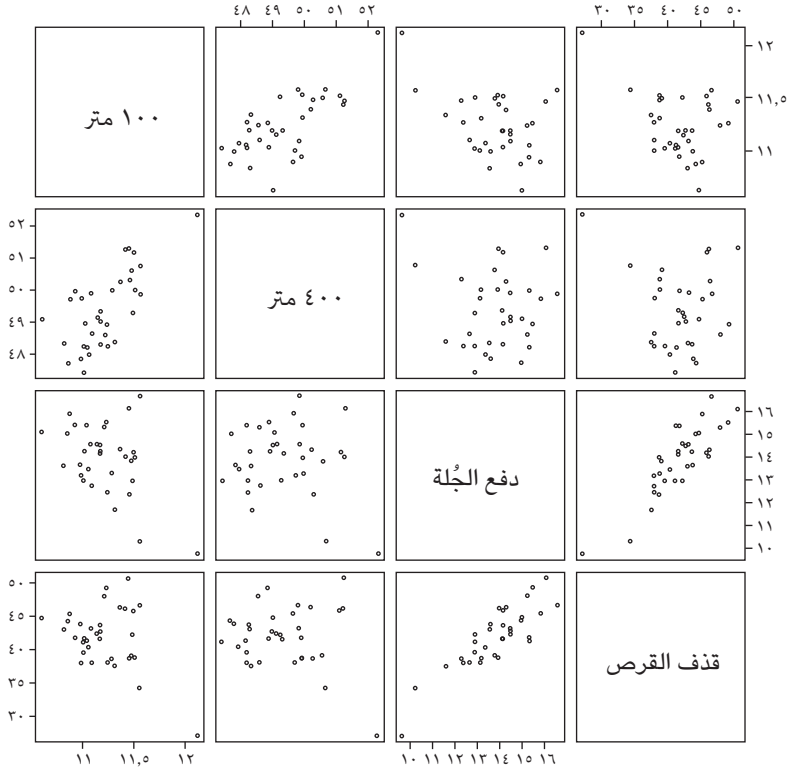 ٤٨ ٤٩ ٥٠ ٥١ ٥٢
٣٠ ٣٥ ٤٠ ٤٥ ٥٠
١٠٠ متر
١٢
١١,٥
١١
٥٢
٥١
٥٠
٤٩
٤٨
٤٠٠ متر
دفع الجُلة
١٦
١٥
١٤
١٣
١٢
١١
١٠
٥٠
٤٥
٤٠
٣٥
٣٠
قذف القرص
١١ ١١,٥ ١٢
١٠ ١١ ١٢ ١٣ ١٤ ١٥ ١٦